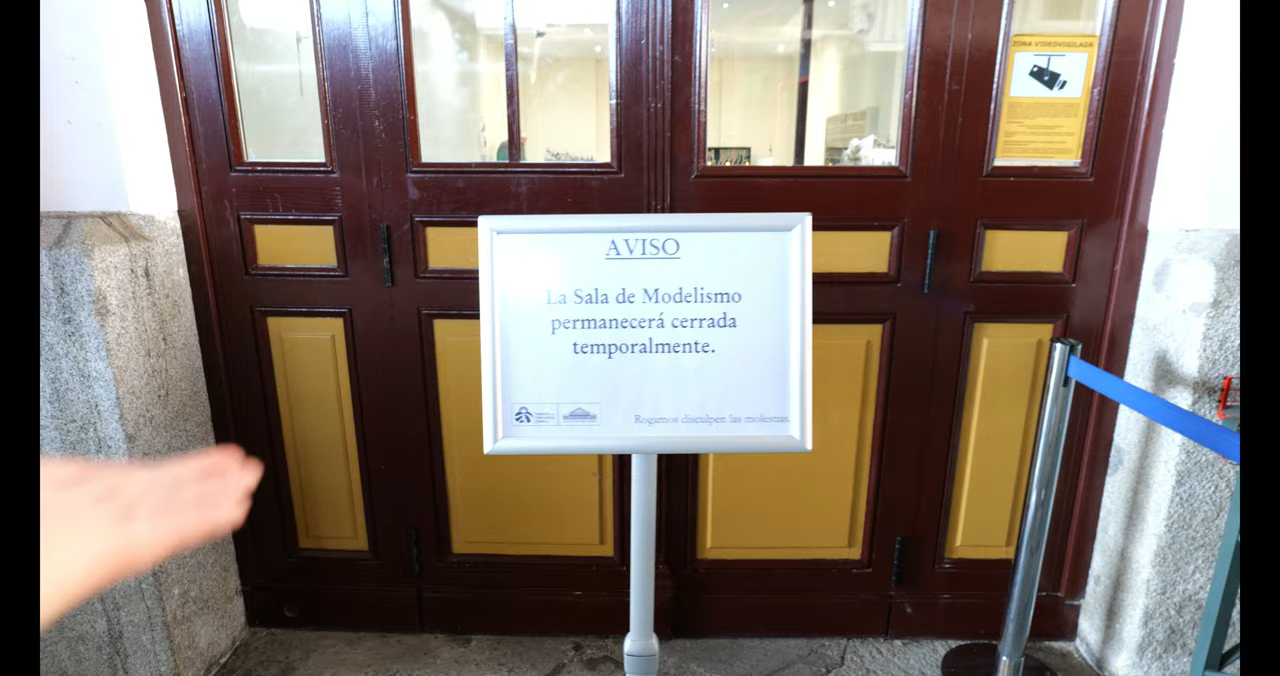 ZONA VIDEOVIGILADA
AVISO
La Sala de Modelismo
permanecerá cerrada
temporalmente.
Rogamos disculpen las molestias.